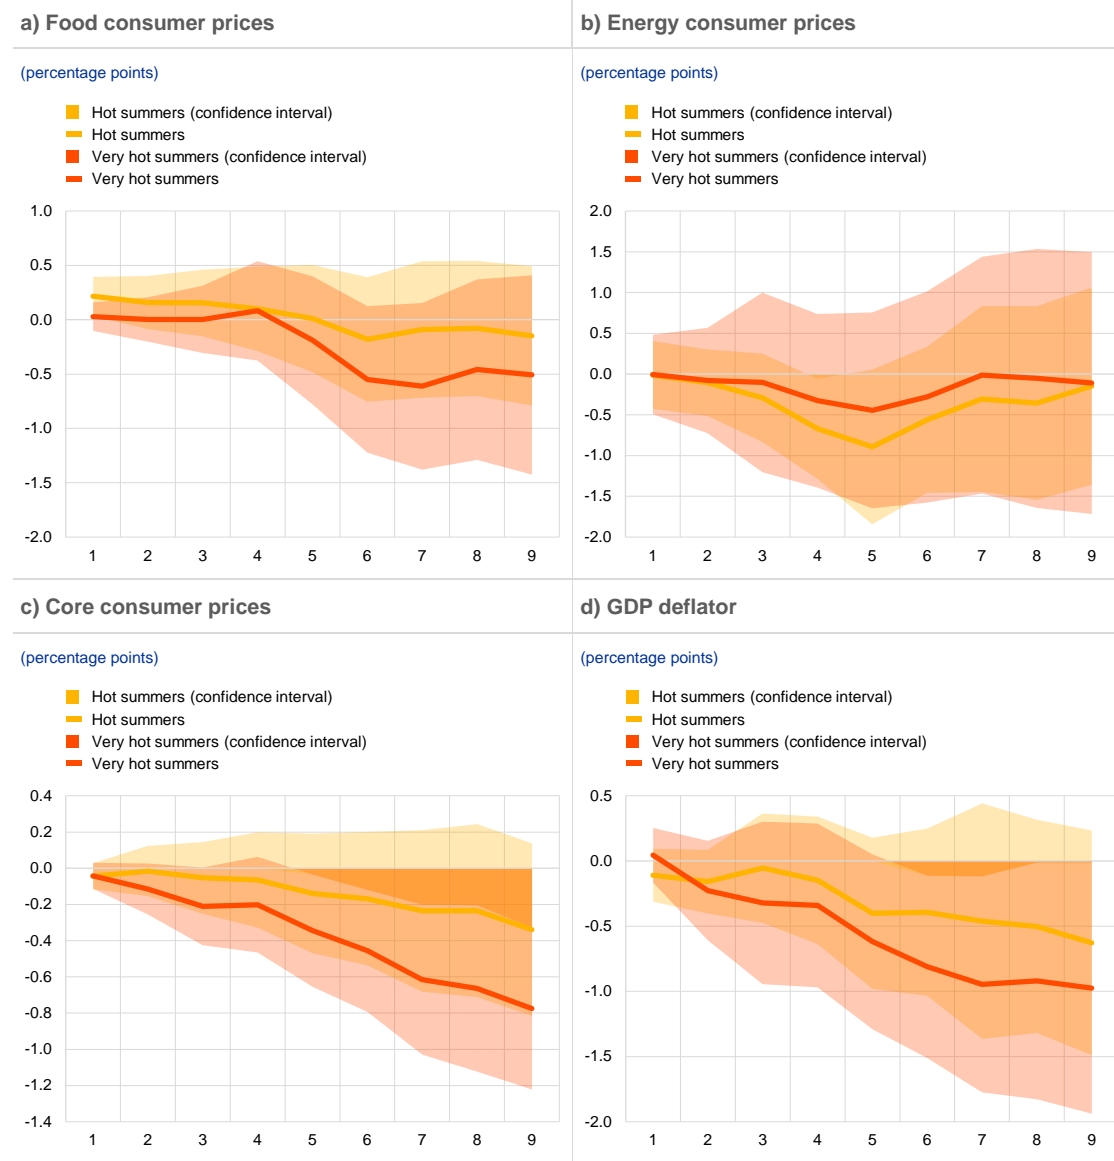 a) Food consumer prices
(percentage points)
Hot summers (confidence interval)
Hot summers
Very hot summers (confidence interval)
Very hot summers
1.0
0.5
0.0
-0.5
-1.0
-1.5
-2.0
1 2 3 4 5 6 7 8 9
b) Energy consumer prices
(percentage points)
Hot summers (confidence interval)
Hot summers
Very hot summers (confidence interval)
Very hot summers
2.0
1.5
1.0
0.5
0.0
-0.5
-1.0
-1.5
-2.0
1 2 3 4 5 6 7 8 9
c) Core consumer prices
(percentage points)
Hot summers (confidence interval)
Hot summers
Very hot summers (confidence interval)
Very hot summers
0.4
0.2
0.0
-0.2
-0.4
-0.6
-0.8
-1.0
-1.2
-1.4
1 2 3 4 5 6 7 8 9
d) GDP deflator
(percentage points)
Hot summers (confidence interval)
Hot summers
Very hot summers (confidence interval)
Very hot summers
0.5
0.0
-0.5
-1.0
-1.5
-2.0
1 2 3 4 5 6 7 8 9